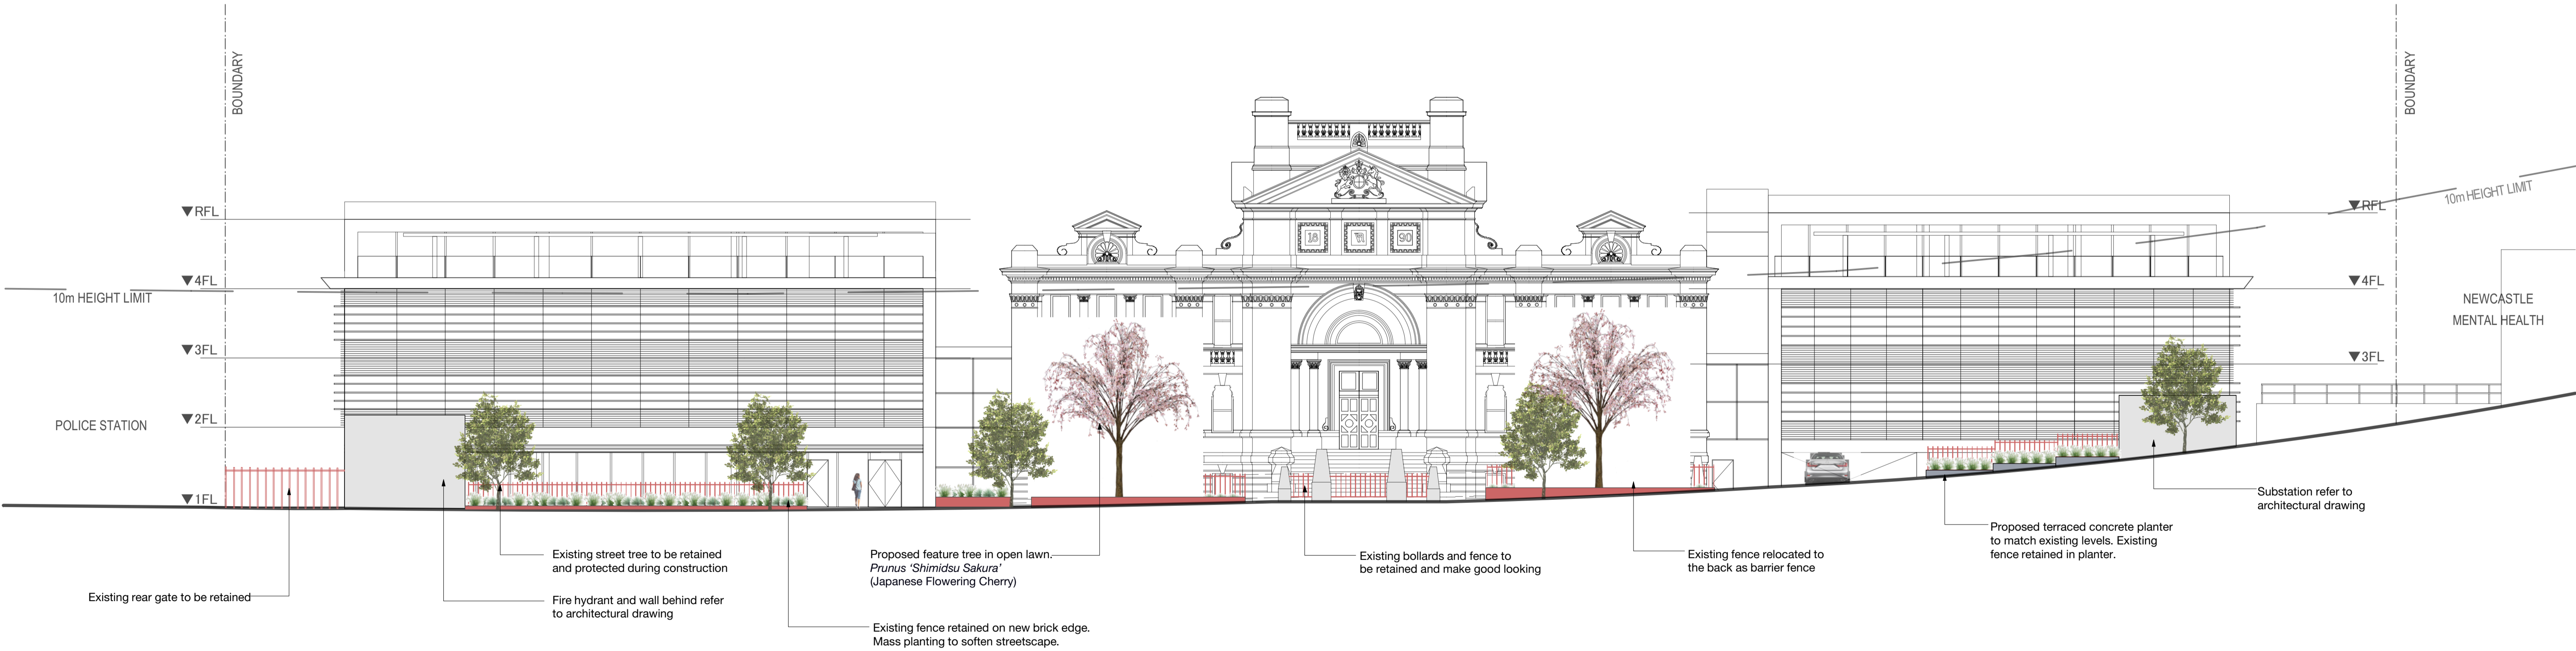 BOUNDARY
BOUNDARY
RFL
4FL
10m HEIGHT LIMIT
3FL
2FL
POLICE STATION
1FL
18
90
RFL
10m HEIGHT LIMIT
4FL
NEWCASTLE
MENTAL HEALTH
3FL
Existing rear gate to be retained
Existing street tree to be retained
and protected during construction
Fire hydrant and wall behind refer
to architectural drawing
Proposed feature tree in open lawn.
Prunus ‘Shimidsu Sakura’
(Japanese Flowering Cherry)
Existing fence retained on new brick edge.
Mass planting to soften streetscape.
Existing bollards and fence to
be retained and make good looking
Existing fence relocated to
the back as barrier fence
Proposed terraced concrete planter
to match existing levels. Existing
fence retained in planter.
Substation refer to
architectural drawing